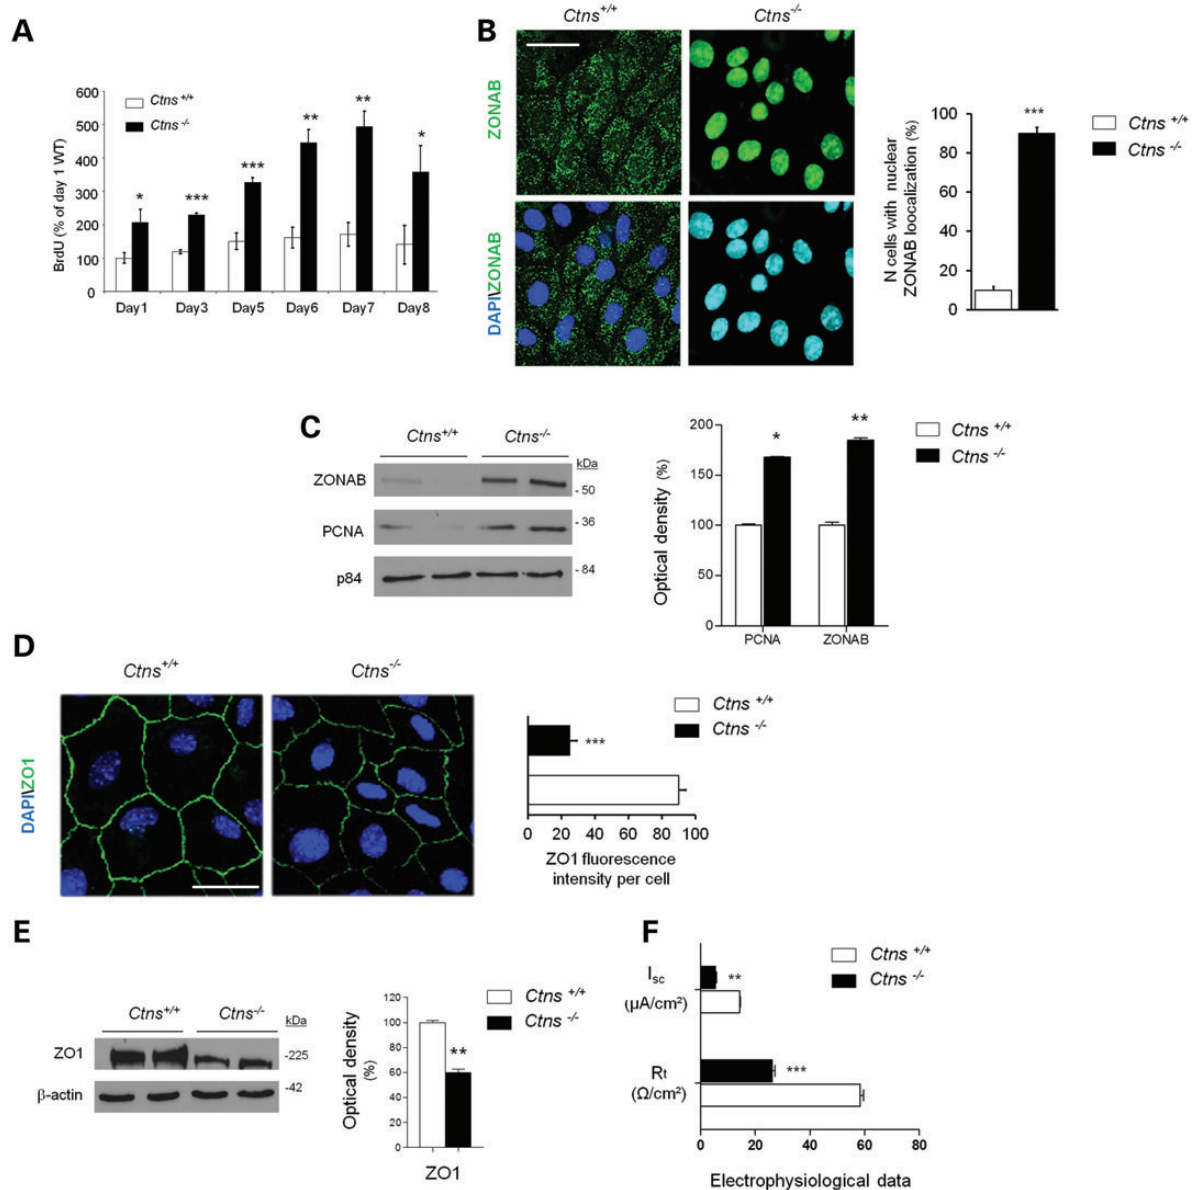 A
BrdU (% of day 1 WT)
600
500
400
300
200
100
0
Ctns +/+
Ctns -/-
*
***
***
**
**
*
Day1 Day3 Day5 Day6 Day7 Day8
B
Ctns+/+ Ctns-/-
ZONAB
DAPI\ZONAB
N cells with nuclear
ZONAB loocalization (%)
100
80
60
40
20
0
***
Ctns +/+
Ctns -/-
C
Ctns+/+ Ctns-/-
kDa
ZONAB
- 50
PCNA
- 36
p84
- 84
Optical density (%)
200
150
100
50
0
*
**
PCNA ZONAB
Ctns +/+
Ctns -/-
D
Ctns+/+ Ctns-/-
DAPI\ZO1
Ctns +/+
Ctns -/-
***
0 20 40 60 80 100
ZO1 fluorescence
intensity per cell
E
Ctns+/+ Ctns-/-
kDa
ZO1
-225
β-actin
-42
Optical density
(%)
120
100
80
60
40
20
0
**
ZO1
Ctns +/+
Ctns -/-
F
Ctns +/+
Ctns -/-
Isc
(µA/cm²)
**
Rt
(Ω/cm²)
***
0 20 40 60 80
Electrophysiological data